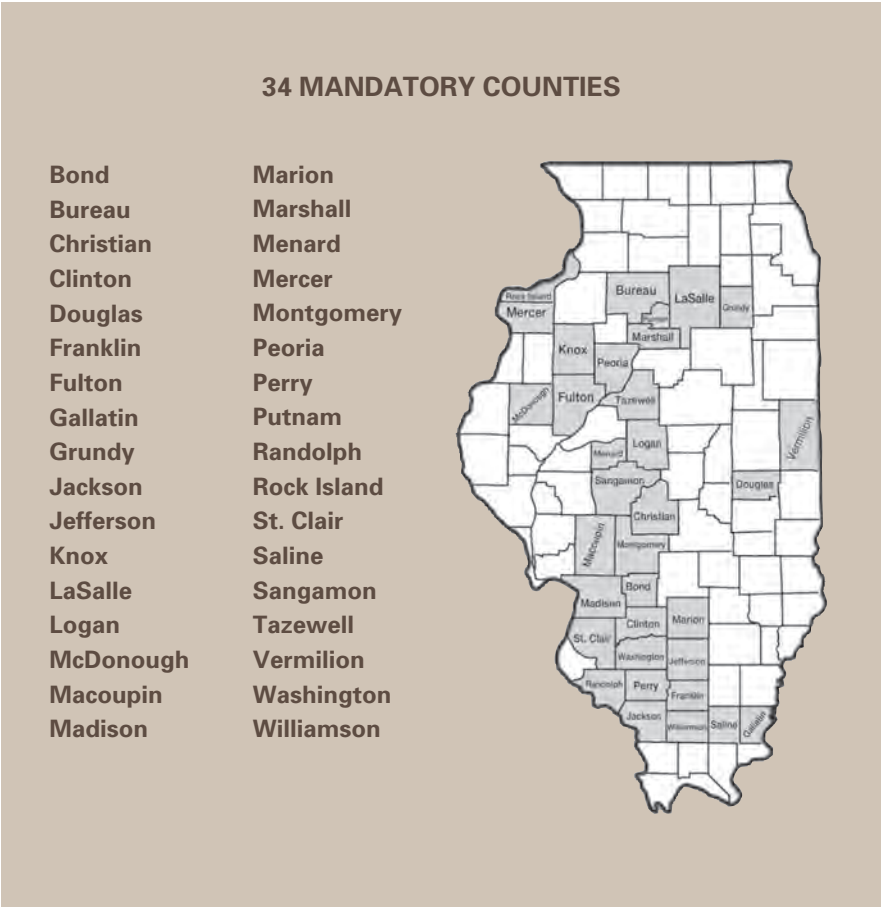 34 MANDATORY COUNTIES
Bond
Bureau
Christian
Clinton
Douglas
Franklin
Fulton
Gallatin
Grundy
Jackson
Jefferson
Knox
LaSalle
Logan
McDonough
Macoupin
Madison
Marion
Marshall
Menard
Mercer
Montgomery
Peoria
Perry
Putnam
Randolph
Rock Island
St. Clair
Saline
Sangamon
Tazewell
Vermilion
Washington
Williamson
Rock Island
Mercer
Bureau
LaSalle
Grundy
Putnam
Marshall
Knox
Peoria
McDonough
Fulton
Tazewell
Vermilion
Logan
Menard
Sangamon
Douglas
Christian
Macoupin
Montgomery
Bond
Madison
Clinton
Marion
St. Clair
Washington
Jefferson
Randolph
Perry
Franklin
Jackson
Williamson
Saline
Gallatin